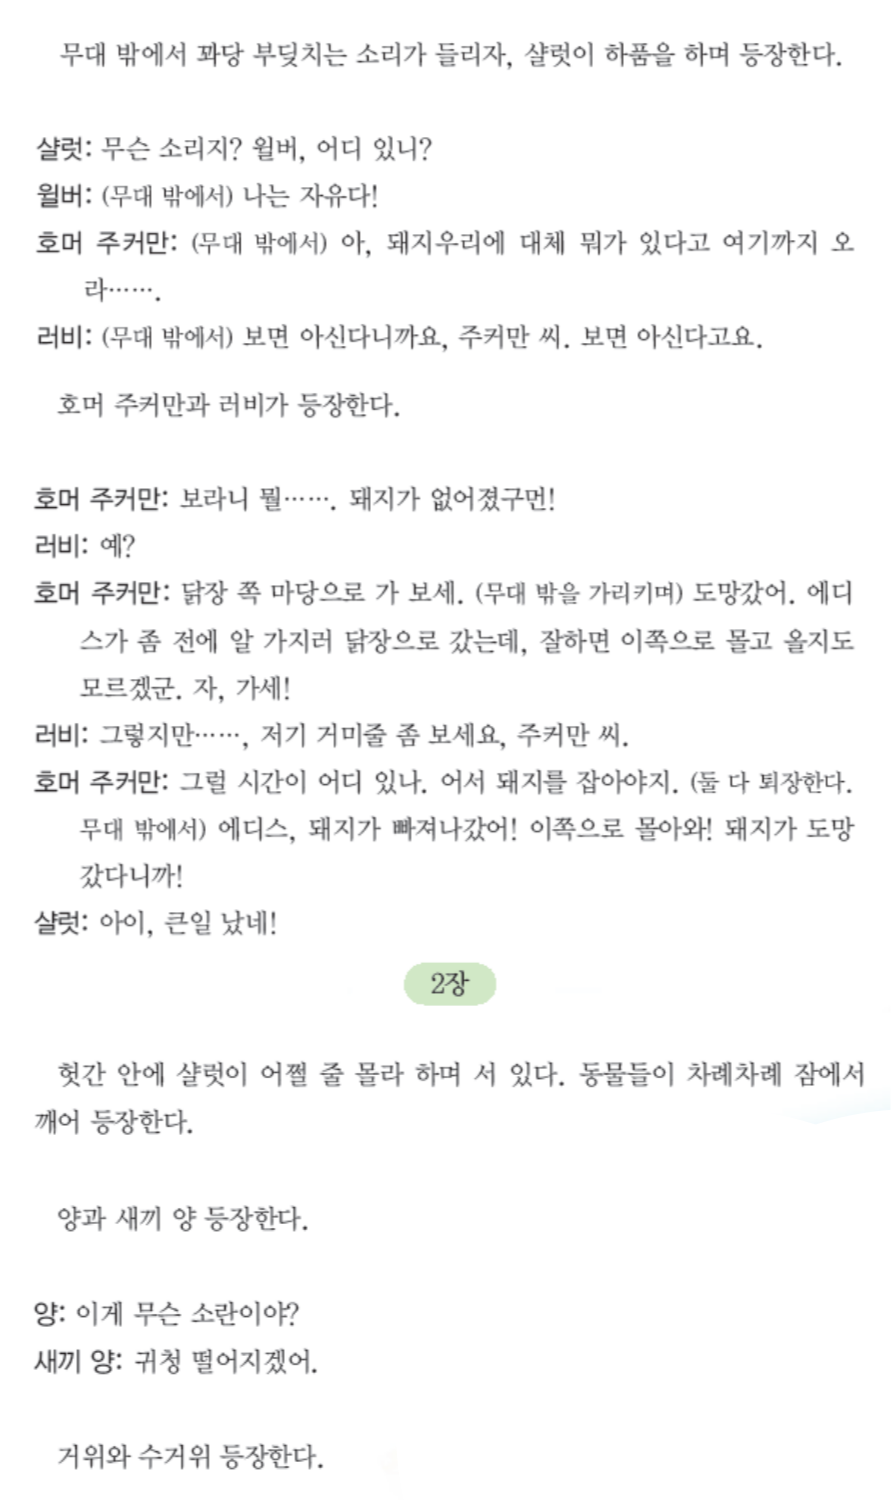 무대 밖에서 꽈당 부딪치는 소리가 들리자, 샬럿이 하품을 하며 등장한다.
샬럿: 무슨 소리지? 윌버, 어디 있니?
윌버: (무대 밖에서) 나는 자유다!
호머 주커만: (무대 밖에서) 아, 돼지우리에 대체 뭐가 있다고 여기까지 오
라…….
러비: (무대 밖에서) 보면 아신다니까요, 주커만 씨. 보면 아신다고요.
호머 주커만과 러비가 등장한다.
호머 주커만: 보라니 뭘……. 돼지가 없어졌구먼!
러비: 예?
호머 주커만: 닭장 쪽 마당으로 가 보세. (무대 밖을 가리키며) 도망갔어. 에디
스가 좀 전에 알 가지러 닭장으로 갔는데, 잘하면 이쪽으로 몰고 올지도
모르겠군. 자, 가세!
러비: 그렇지만……, 저기 거미줄 좀 보세요, 주커만 씨.
호머 주커만: 그럴 시간이 어디 있나. 어서 돼지를 잡아야지. (둘 다 퇴장한다.
무대 밖에서) 에디스, 돼지가 빠져나갔어! 이쪽으로 몰아와! 돼지가 도망
갔다니까!
샬럿: 아이, 큰일 났네!
2장
헛간 안에 샬럿이 어쩔 줄 몰라 하며 서 있다. 동물들이 차례차례 잠에서
깨어 등장한다.
양과 새끼 양 등장한다.
양: 이게 무슨 소란이야?
새끼 양: 귀청 떨어지겠어.
거위와 수거위 등장한다.